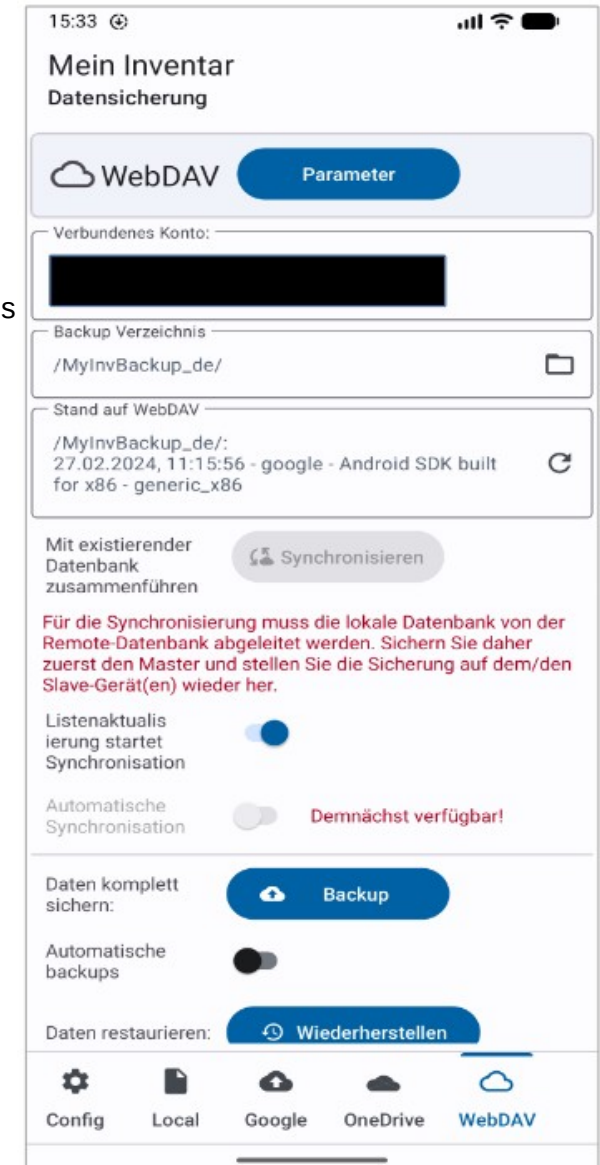 15:33
Mein Inventar
Datensicherung
WebDAV Parameter
Verbundenes Konto:
s
Backup Verzeichnis
/MyInvBackup_de/
Stand auf WebDAV
/MyInvBackup_de/:
27.02.2024, 11:15:56 - google - Android SDK built
for x86 - generic_x86
Mit existierender
Datenbank
zusammenführen
Synchronisieren
Für die Synchronisierung muss die lokale Datenbank von der
Remote-Datenbank abgeleitet werden. Sichern Sie daher
zuerst den Master und stellen Sie die Sicherung auf dem/den
Slave-Gerät(en) wieder her.
Listenaktualis
ierung startet
Synchronisation
Automatische
Synchronisation
Demnächst verfügbar!
Daten komplett
sichern:
Backup
Automatische
backups
Daten restaurieren: Wiederherstellen
Config Local Google OneDrive WebDAV